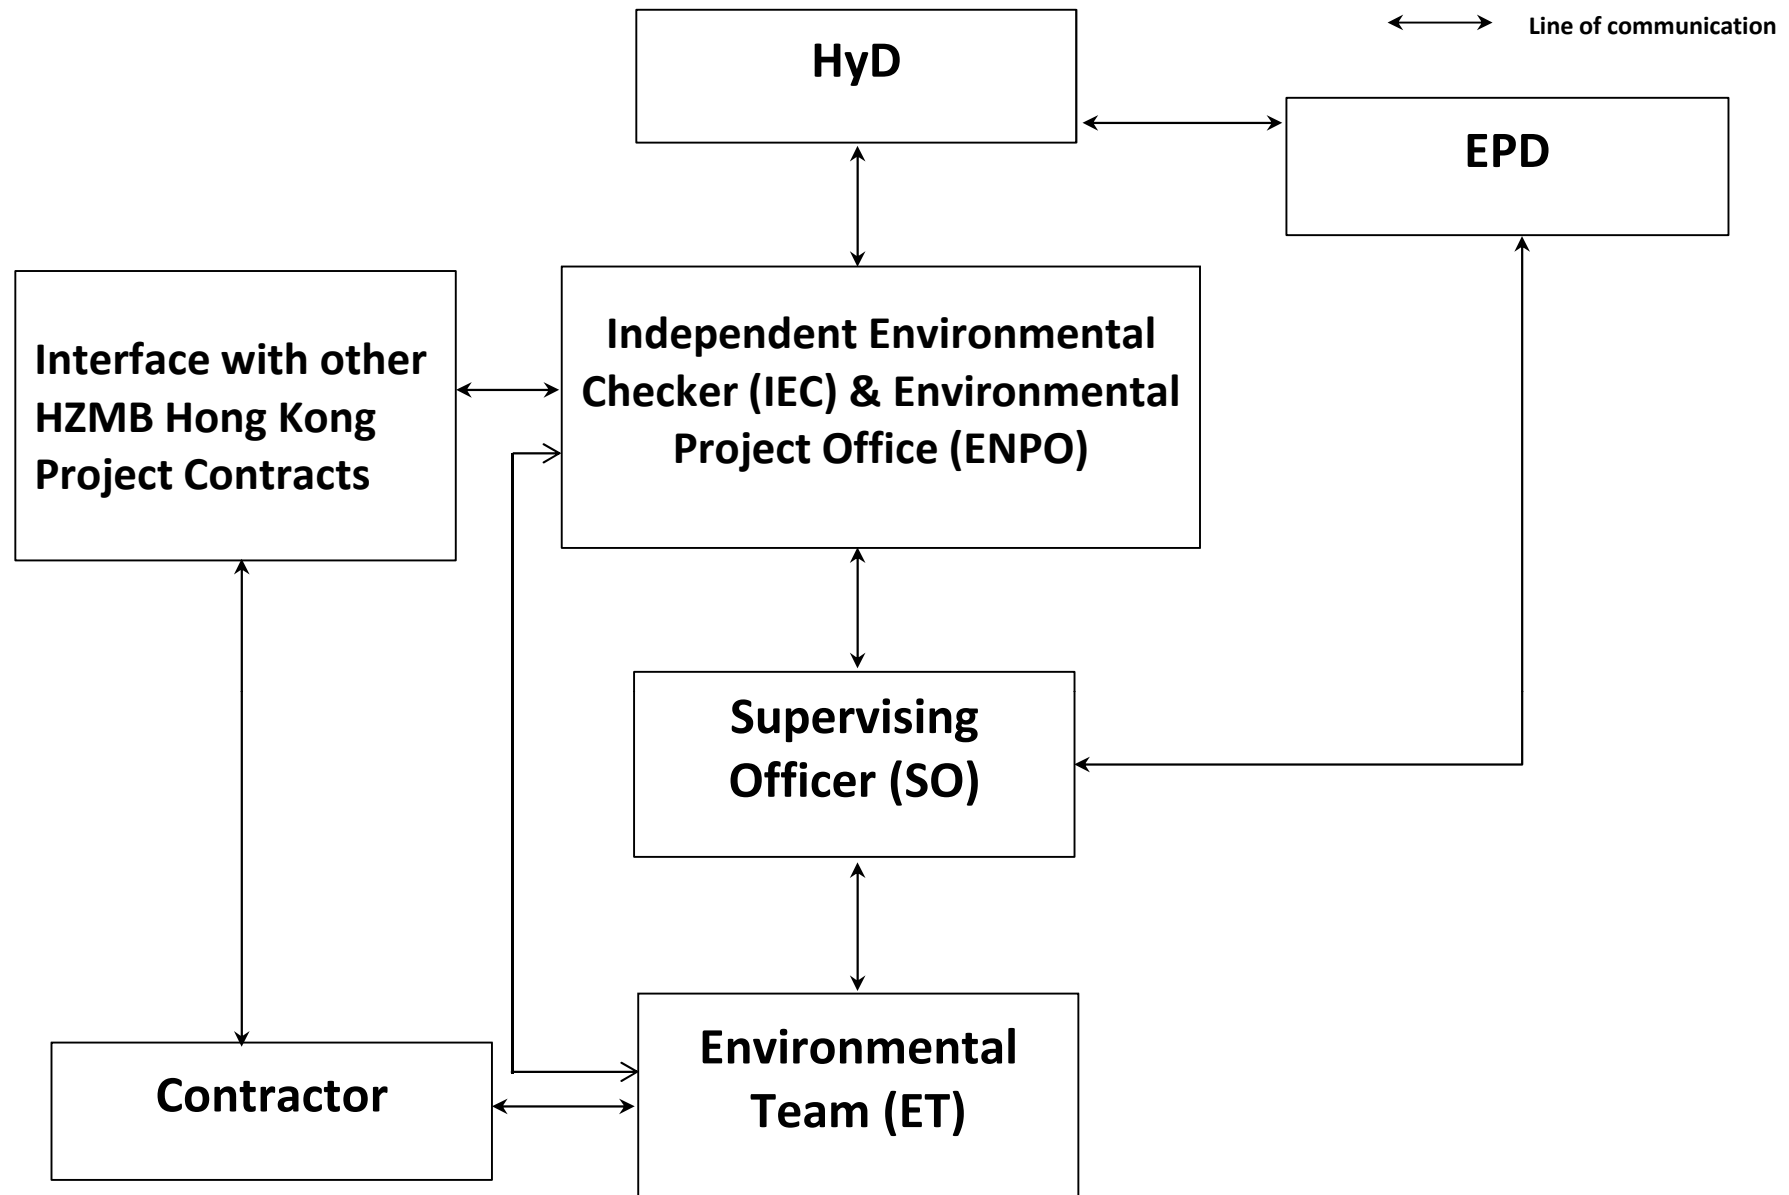 Line of communication
HyD
EPD
Independent Environmental
Checker (IEC) & Environmental
Project Office (ENPO)
Interface with other
HZMB Hong Kong
Project Contracts
Supervising
Officer (SO)
Environmental
Team (ET)
Contractor